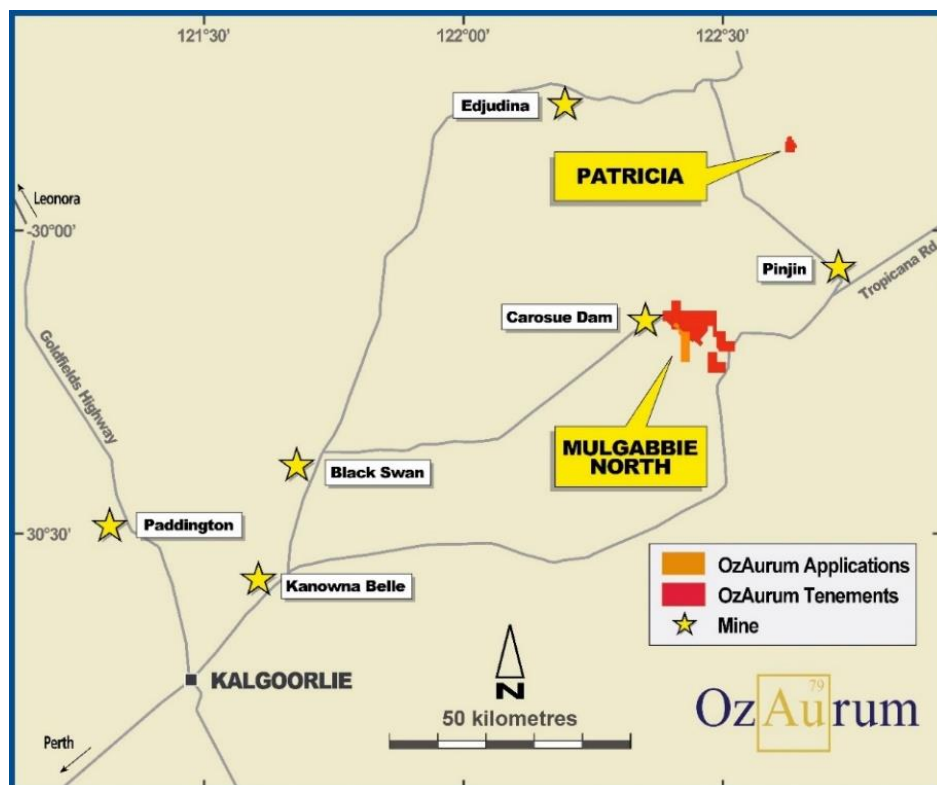 121°30'
122°00'
122°30'
Edjudina
PATRICIA
Leonora
-30°00'
Pinjin
Tropicana Rd
Carosue Dam
Goldfields Highway
MULGABBIE
NORTH
Black Swan
Paddington
30°30'
Kanowna Belle
OzAurum Applications
OzAurum Tenements
Mine
KALGOORLIE
N
50 kilometres
79
OzAurum
Perth